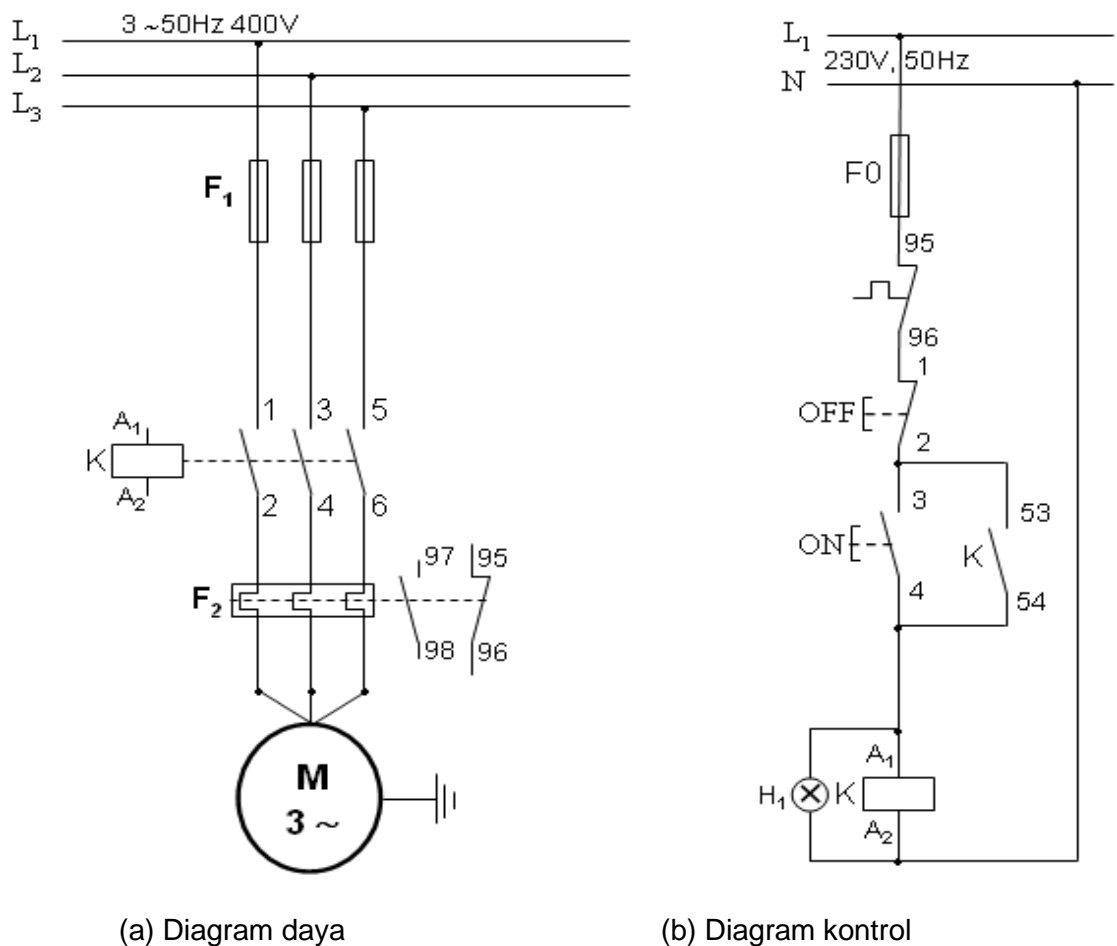 3 ~50Hz 400V
L₁
L₂
L₃
F₁
1 3 5
A₁
K
A₂
2 4 6
97 95
F₂
98 96
M
3 ~
(a) Diagram daya
L₁
230V, 50Hz
N
F0
95
96
1
OFF
2
3
53
ON
K
4
54
A₁
H₁ K
A₂
(b) Diagram kontrol